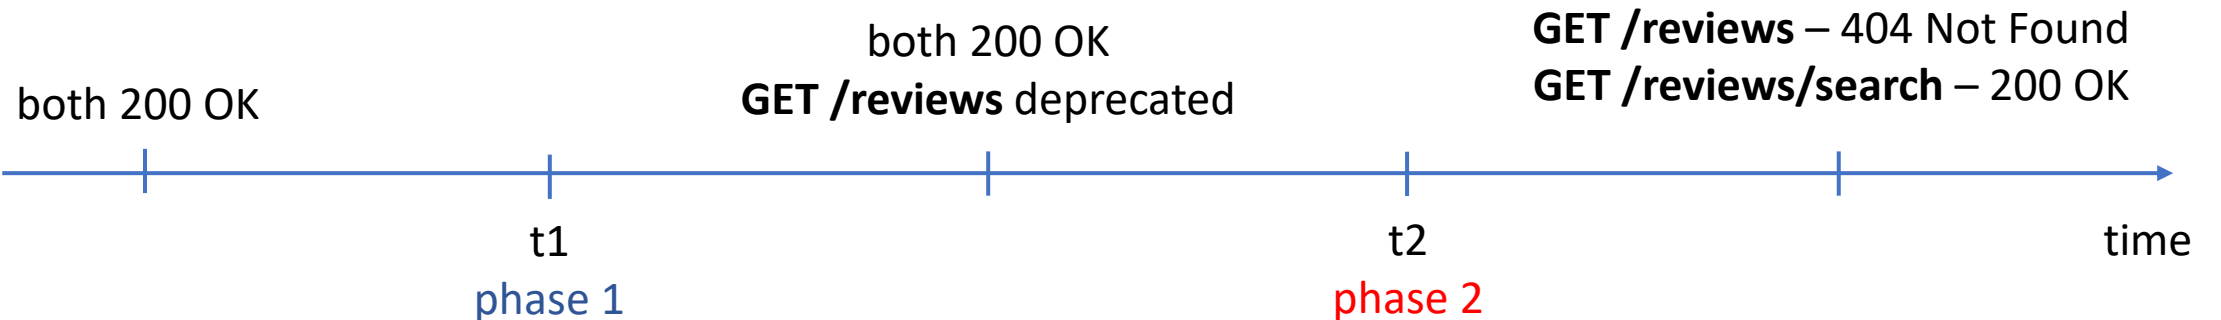 both 200 OK
both 200 OK
GET /reviews deprecated
GET /reviews – 404 Not Found
GET /reviews/search – 200 OK
t1
phase 1
t2
phase 2
time